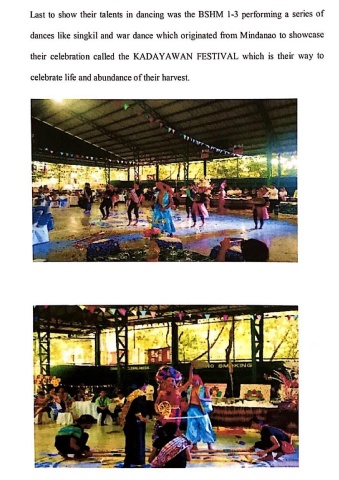 Last to show their talents in dancing was the BSHM 1-3 performing a series of
dances like singkil and war dance which originated from Mindanao to showcase
their celebration called the KADAYAWAN FESTIVAL which is their way to
celebrate life and abundance of their harvest.
NO SMOKING